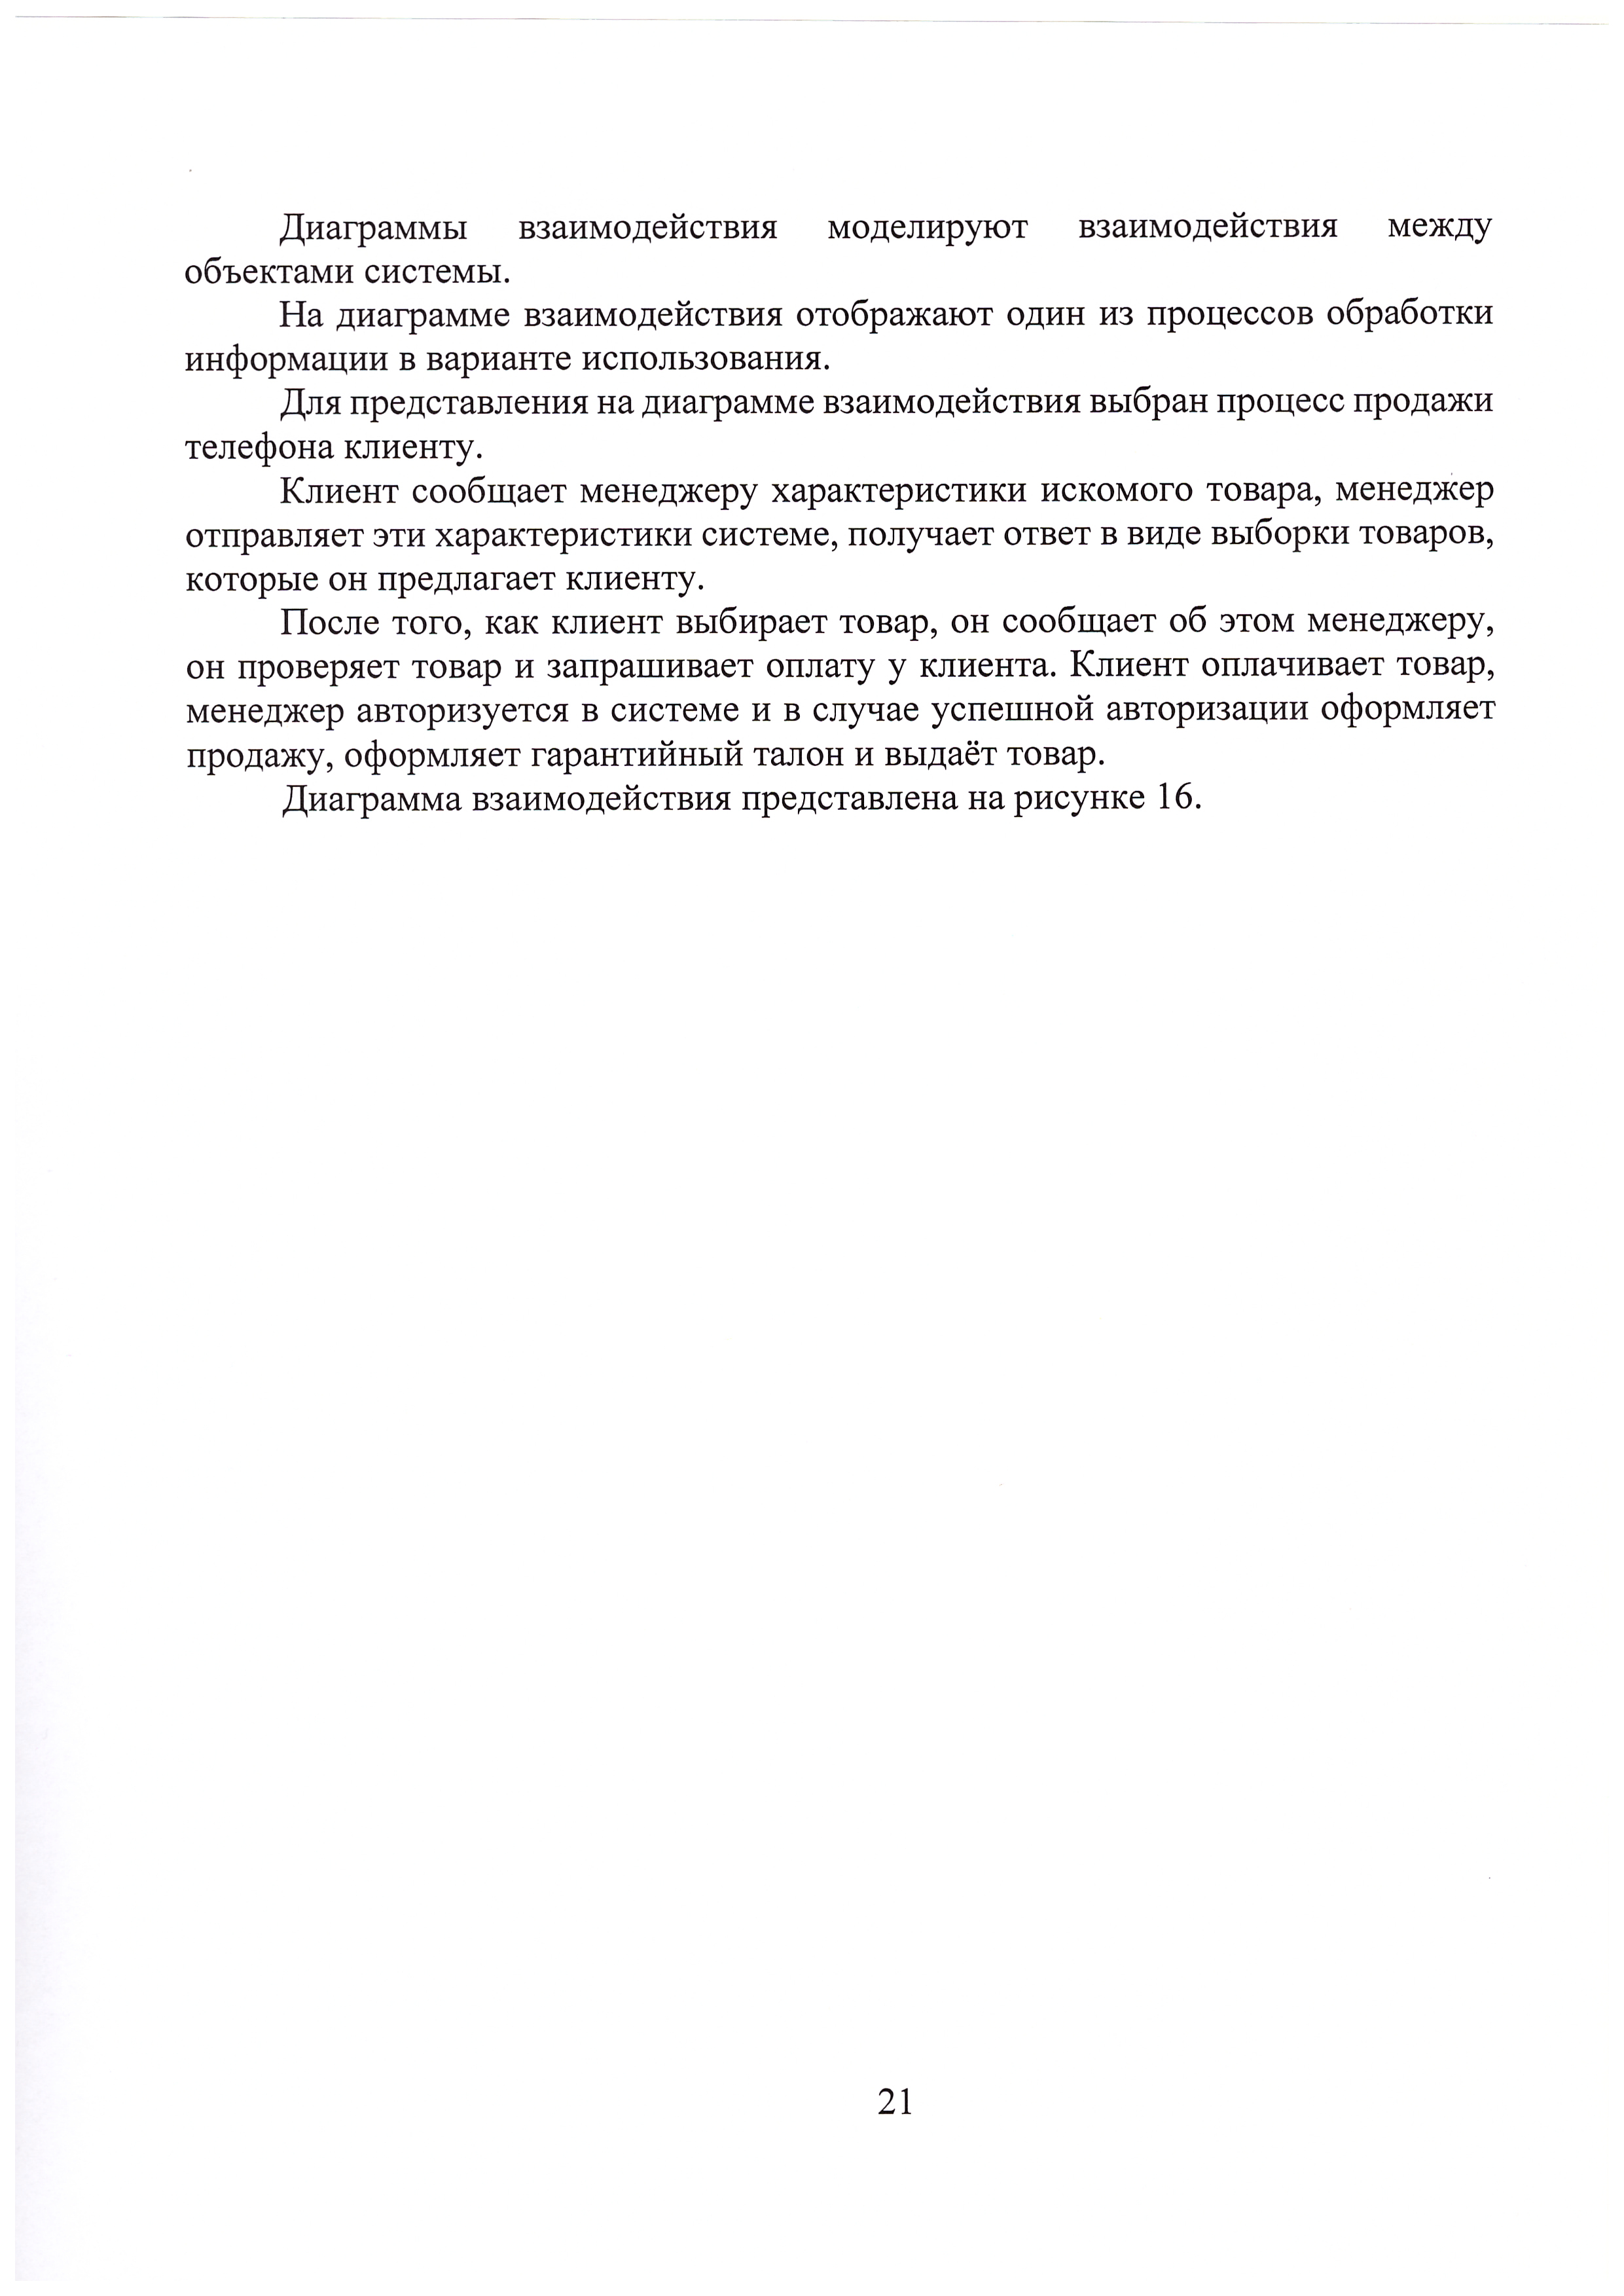 Диаграммы взаимодействия моделируют взаимодействия между
объектами системы.
На диаграмме взаимодействия отображают один из процессов обработки
информации в варианте использования.
Для представления на диаграмме взаимодействия выбран процесс продажи
телефона клиенту.
Клиент сообщает менеджеру характеристики искомого товара, менеджер
отправляет эти характеристики системе, получает ответ в виде выборки товаров,
которые он предлагает клиенту.
После того, как клиент выбирает товар, он сообщает об этом менеджеру,
он проверяет товар и запрашивает оплату у клиента. Клиент оплачивает товар,
менеджер авторизуется в системе и в случае успешной авторизации оформляет
продажу, оформляет гарантийный талон и выдаёт товар.
Диаграмма взаимодействия представлена на рисунке 16.
21